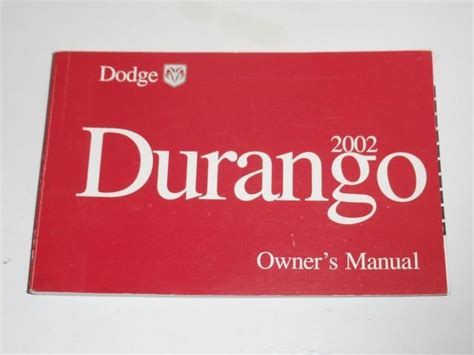 Dodge
2002
Durango
Owner's Manual